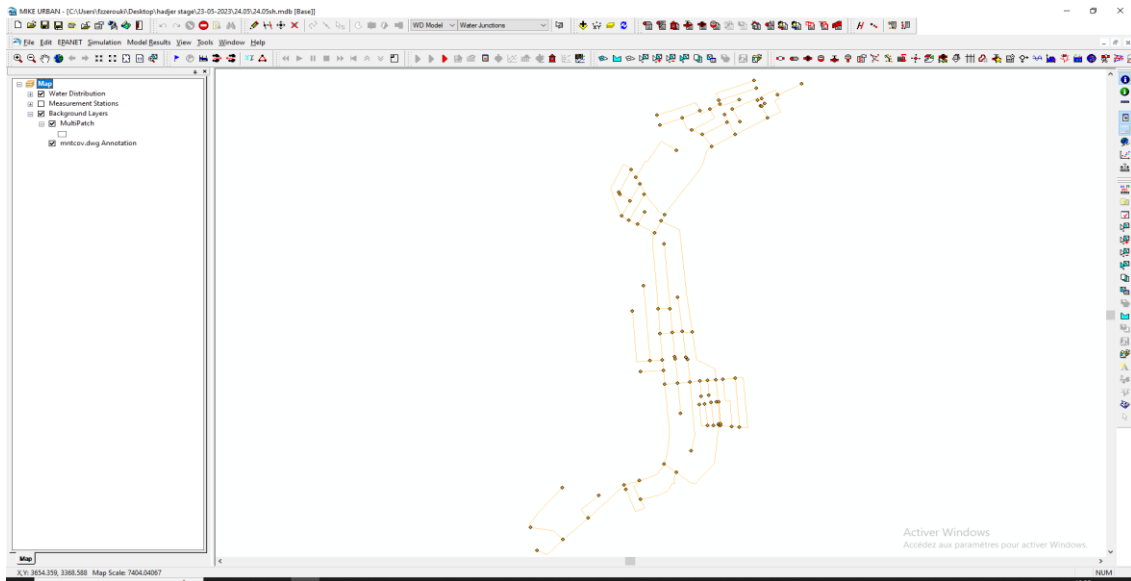 MIKE URBAN - [C:\Users\fzzerouki\Desktop\hadjer stage\23-05-2023\24.05\24.05sh.mdb [Base]]
WD Model Water Junctions
File Edit EPANET Simulation Model Results View Tools Window Help
Map
Water Distribution
Measurement Stations
Background Layers
MultiPatch
mntcov.dwg Annotation
Activer Windows
Accédez aux paramètres pour activer Windows.
Map
X,Y: 3654.359, 3368.588 Map Scale: 7404.04067 NUM